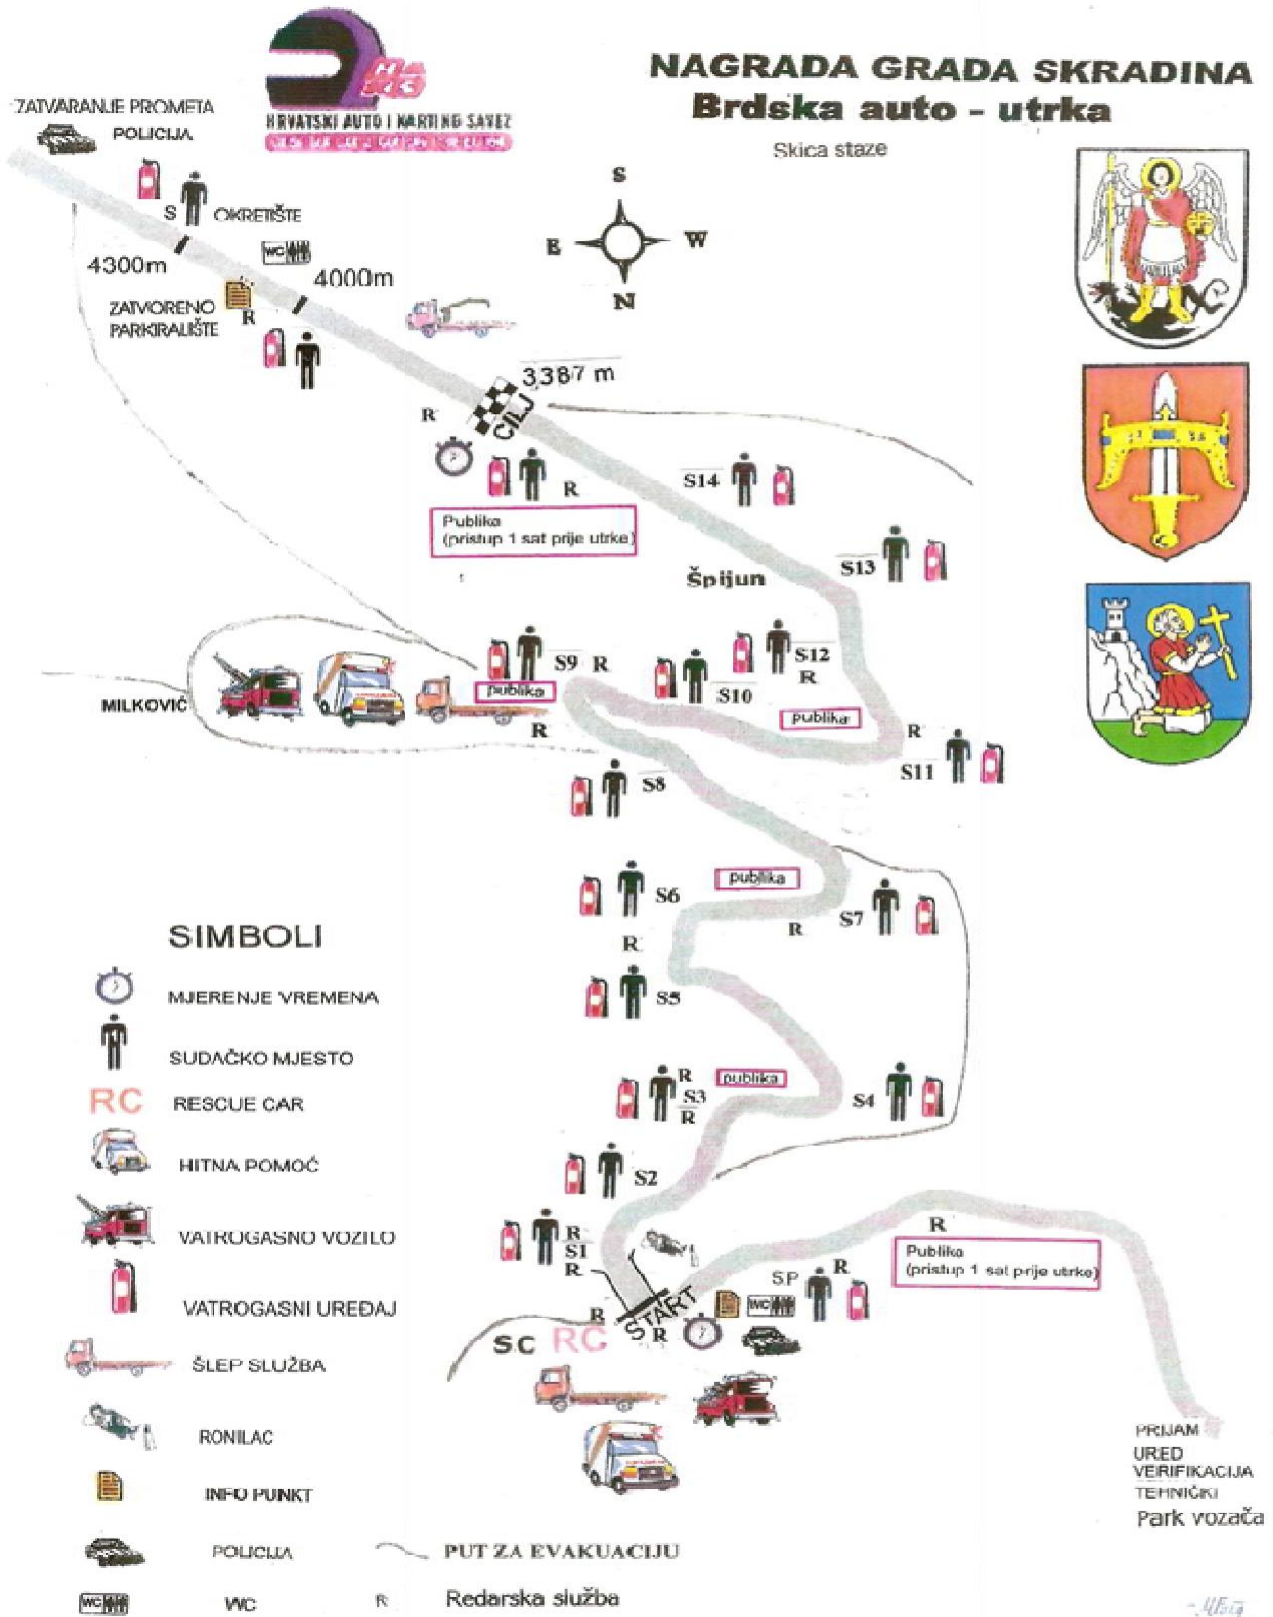 NAGRADA GRADA SKRADINA
Brdska auto - utrka
Skica staze
HRVATSKI AUTO I KARTING SAVEZ
ZATVARANJE PROMETA
POLICIJA
S
OKRETIŠTE
WC
4300m
4000m
ZATVORENO
PARKIRALIŠTE
R
S
E
W
N
3387 m
CILJ
R
R
Publika
(pristup 1 sat prije utrke)
S14
S13
Špijun
S12
R
S10
publika
R
S11
S9 R
publika
R
MILKOVIČ
S8
S6
publika
S7
R
R
S5
R
S3
R
publika
S4
S2
R
S1
R
R
START
R
SC RC
SP
R
WC
R
Publika
(pristup 1 sat prije utrke)
PRIJAM
URED
VERIFIKACIJA
TEHNIČKI
Park vozača
SIMBOLI
MJERENJE VREMENA
SUDAČKO MJESTO
RC RESCUE CAR
HITNA POMOĆ
VATROGASNO VOZILO
VATROGASNI UREĐAJ
ŠLEP SLUŽBA
RONILAC
INFO PUNKT
POLICIJA
PUT ZA EVAKUACIJU
WC WC
R Redarska služba